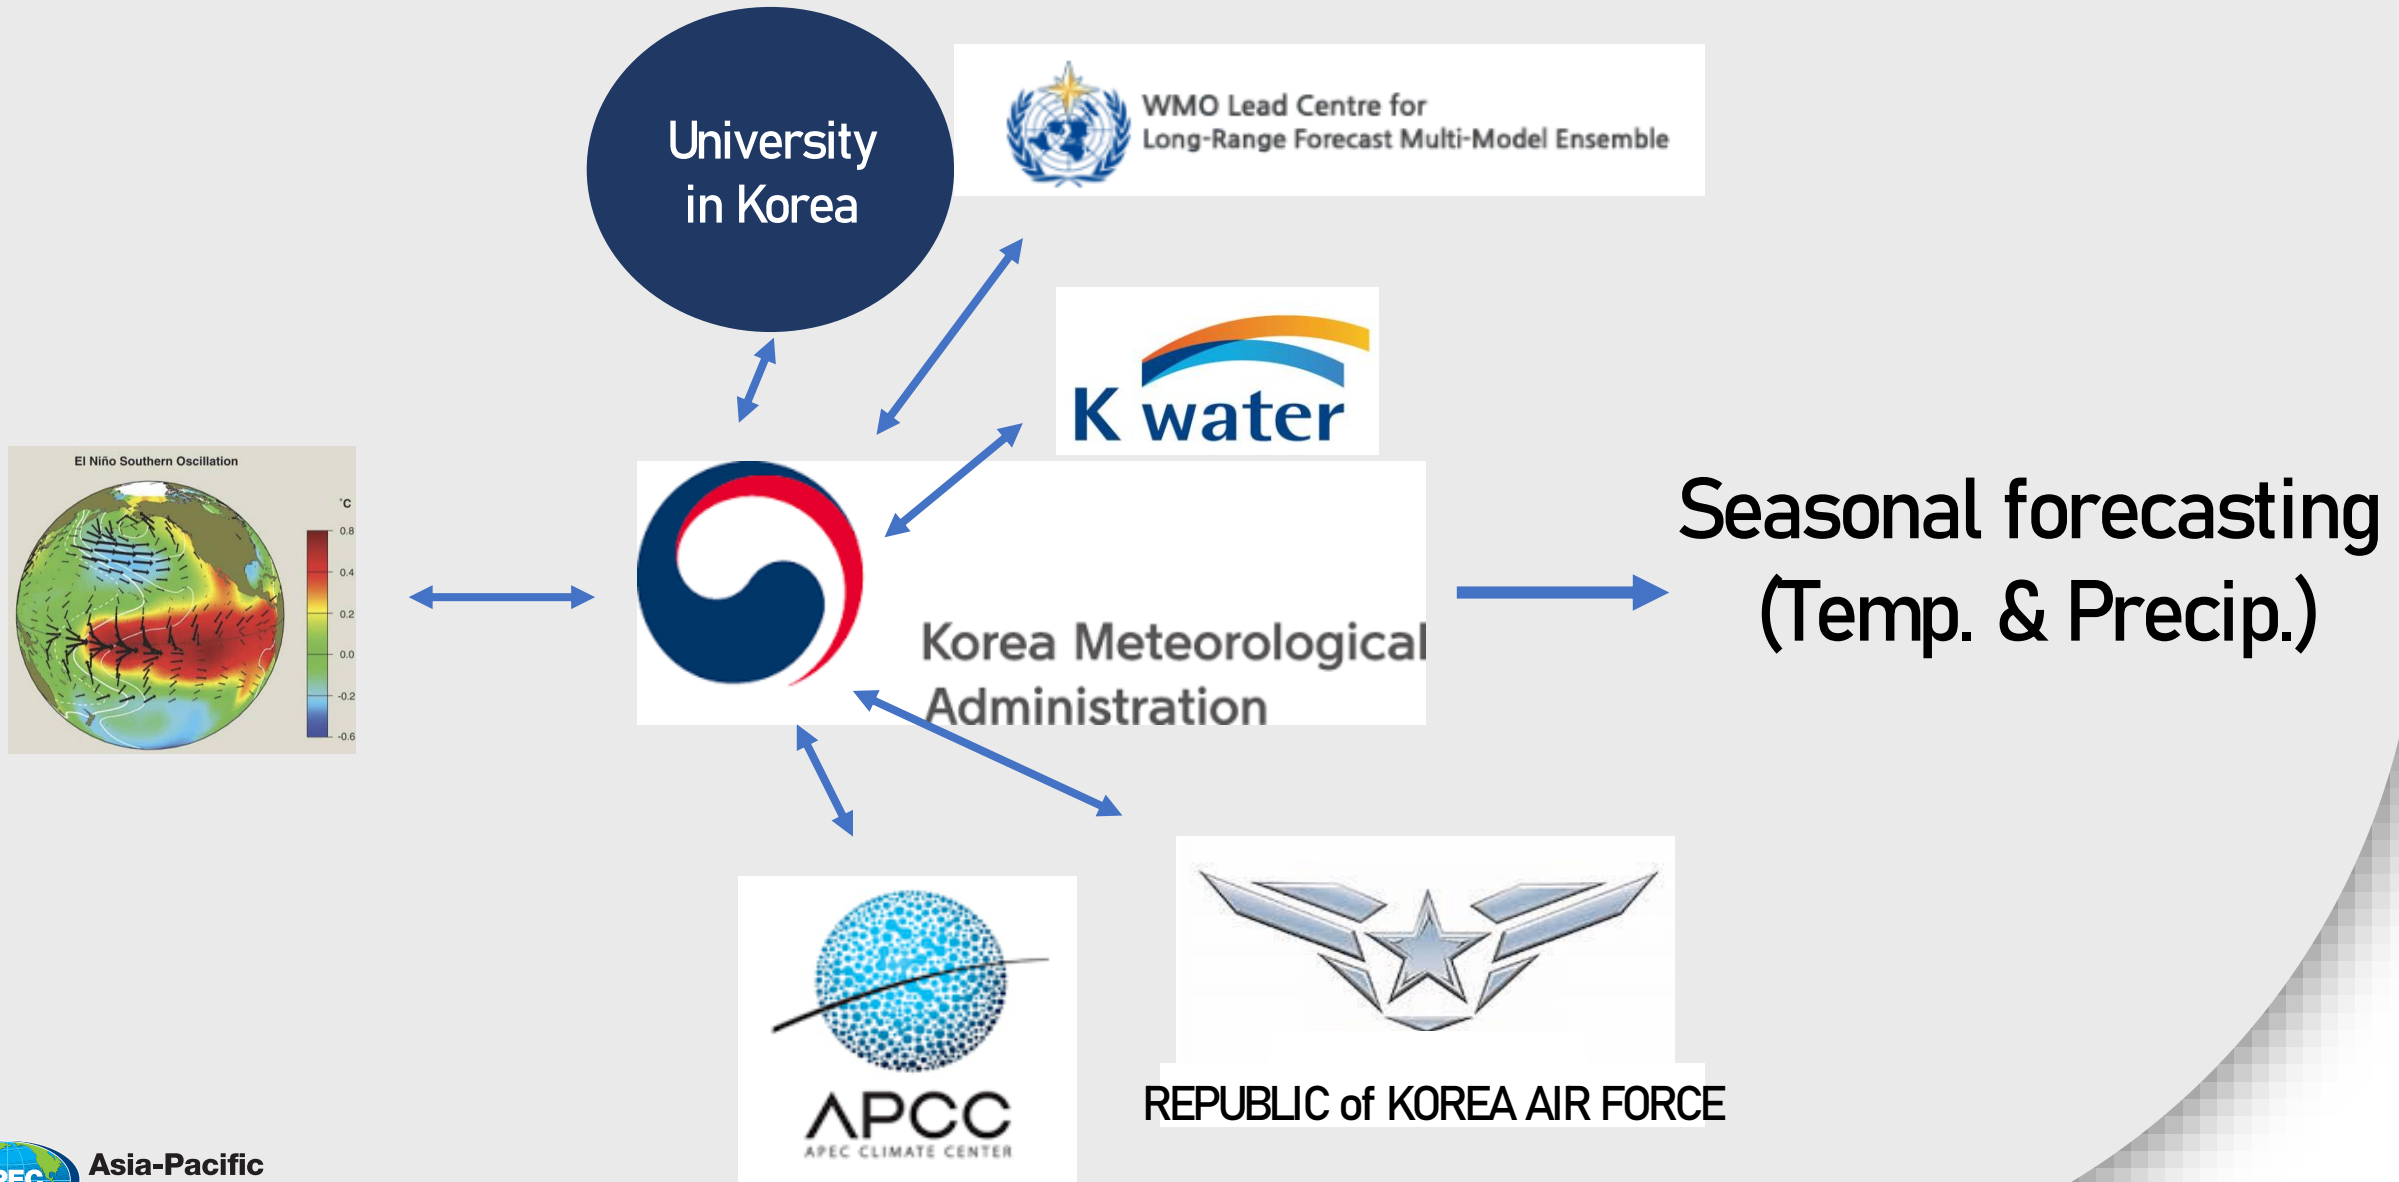 University
in Korea
WMO Lead Centre for
Long-Range Forecast Multi-Model Ensemble
K water
El Niño Southern Oscillation
°C
0.8
0.4
0.2
0.0
-0.2
-0.6
Korea Meteorological
Administration
Seasonal forecasting
(Temp. & Precip.)
APCC
APEC CLIMATE CENTER
REPUBLIC of KOREA AIR FORCE
Asia-Pacific